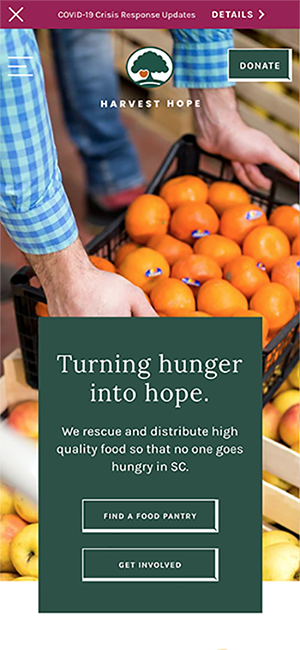 COVID-19 Crisis Response Updates DETAILS
DONATE
HARVEST HOPE
Turning hunger
into hope.
We rescue and distribute high
quality food so that no one goes
hungry in SC.
FIND A FOOD PANTRY
GET INVOLVED